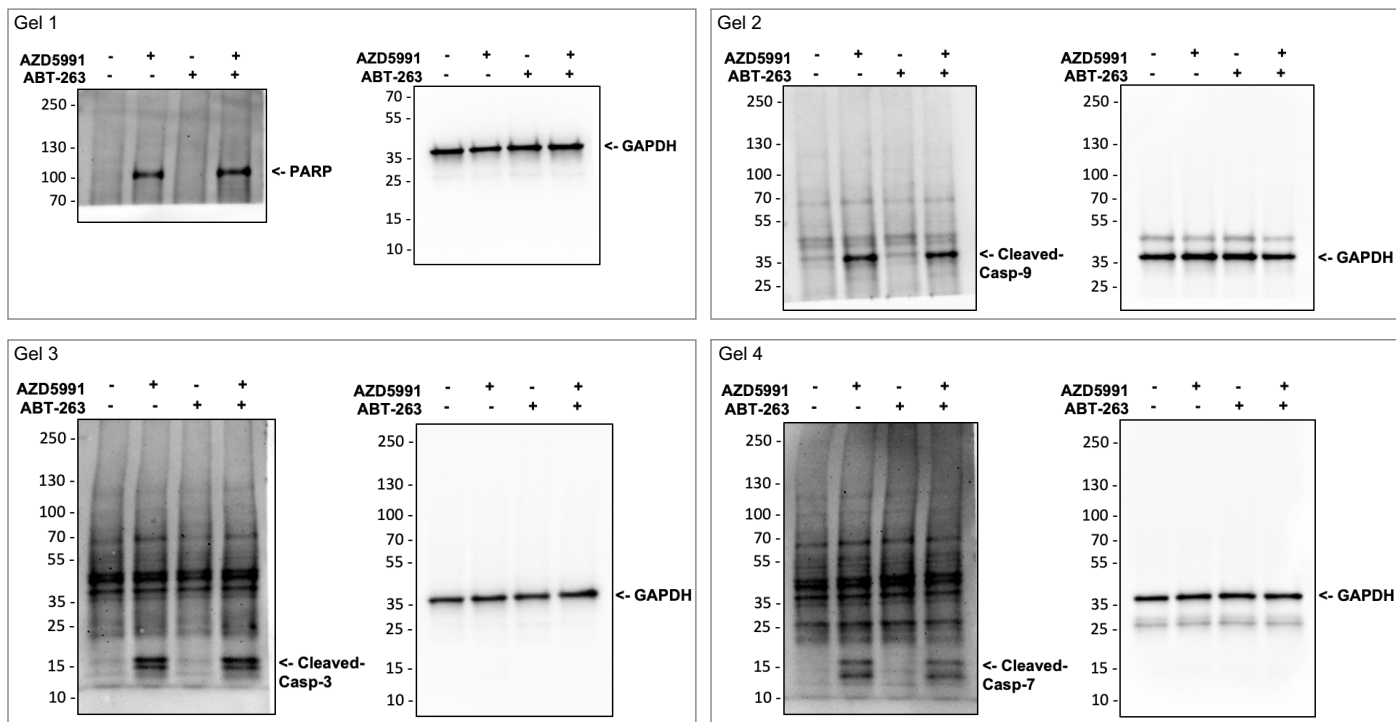 Gel 1
AZD5991 - + - +
ABT-263 - - + +
250 -
130 -
100 -
70 -
<- PARP
- + - +
AZD5991
ABT-263 - - + +
70 -
55 -
35 -
25 -
15 -
10 -
<- GAPDH
Gel 2
AZD5991 - + - +
ABT-263 - - + +
250 -
130 -
100 -
70 -
55 -
35 -
25 -
<- Cleaved-
Casp-9
AZD5991 - + - +
ABT-263 - - + +
250 -
130 -
100 -
70 -
55 -
35 -
25 -
<- GAPDH
Gel 3
AZD5991 - + - +
ABT-263 - - + +
250 -
130 -
100 -
70 -
55 -
35 -
25 -
15 -
10 -
<- Cleaved-
Casp-3
AZD5991 - + - +
ABT-263 - - + +
250 -
130 -
100 -
70 -
55 -
35 -
25 -
15 -
10 -
<- GAPDH
Gel 4
AZD5991 - + - +
ABT-263 - - + +
250 -
130 -
100 -
70 -
55 -
35 -
25 -
15 -
10 -
<- Cleaved-
Casp-7
AZD5991 - + - +
ABT-263 - - + +
250 -
130 -
100 -
70 -
55 -
35 -
25 -
15 -
10 -
<- GAPDH